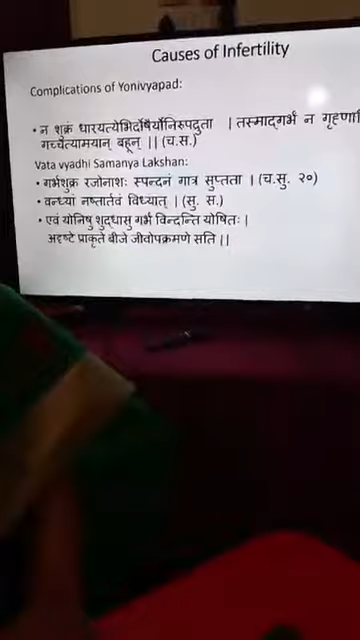 Causes of Infertility
Complications of Yonivyapad:
• न शुक्रं धारयत्येभिर्दोषैर्योनिरुपद्रुता | तस्माद्गर्भं न गृह्णाति
गच्चेत्यामयान् बहून् || (च.स.)
Vata vyadhi Samanya Lakshan:
• गर्भशुक्र रजोनाशः स्पन्दनं गात्र सुप्तता | (च.सु. २०)
• वन्ध्यां नष्तार्तवं विध्यात् | (सु. स.)
• एवं योनिषु शुद्धासु गर्भं विन्दन्ति योषितः |
अदृष्टे प्राकृते बीजे जीवोपक्रमणे सति ||